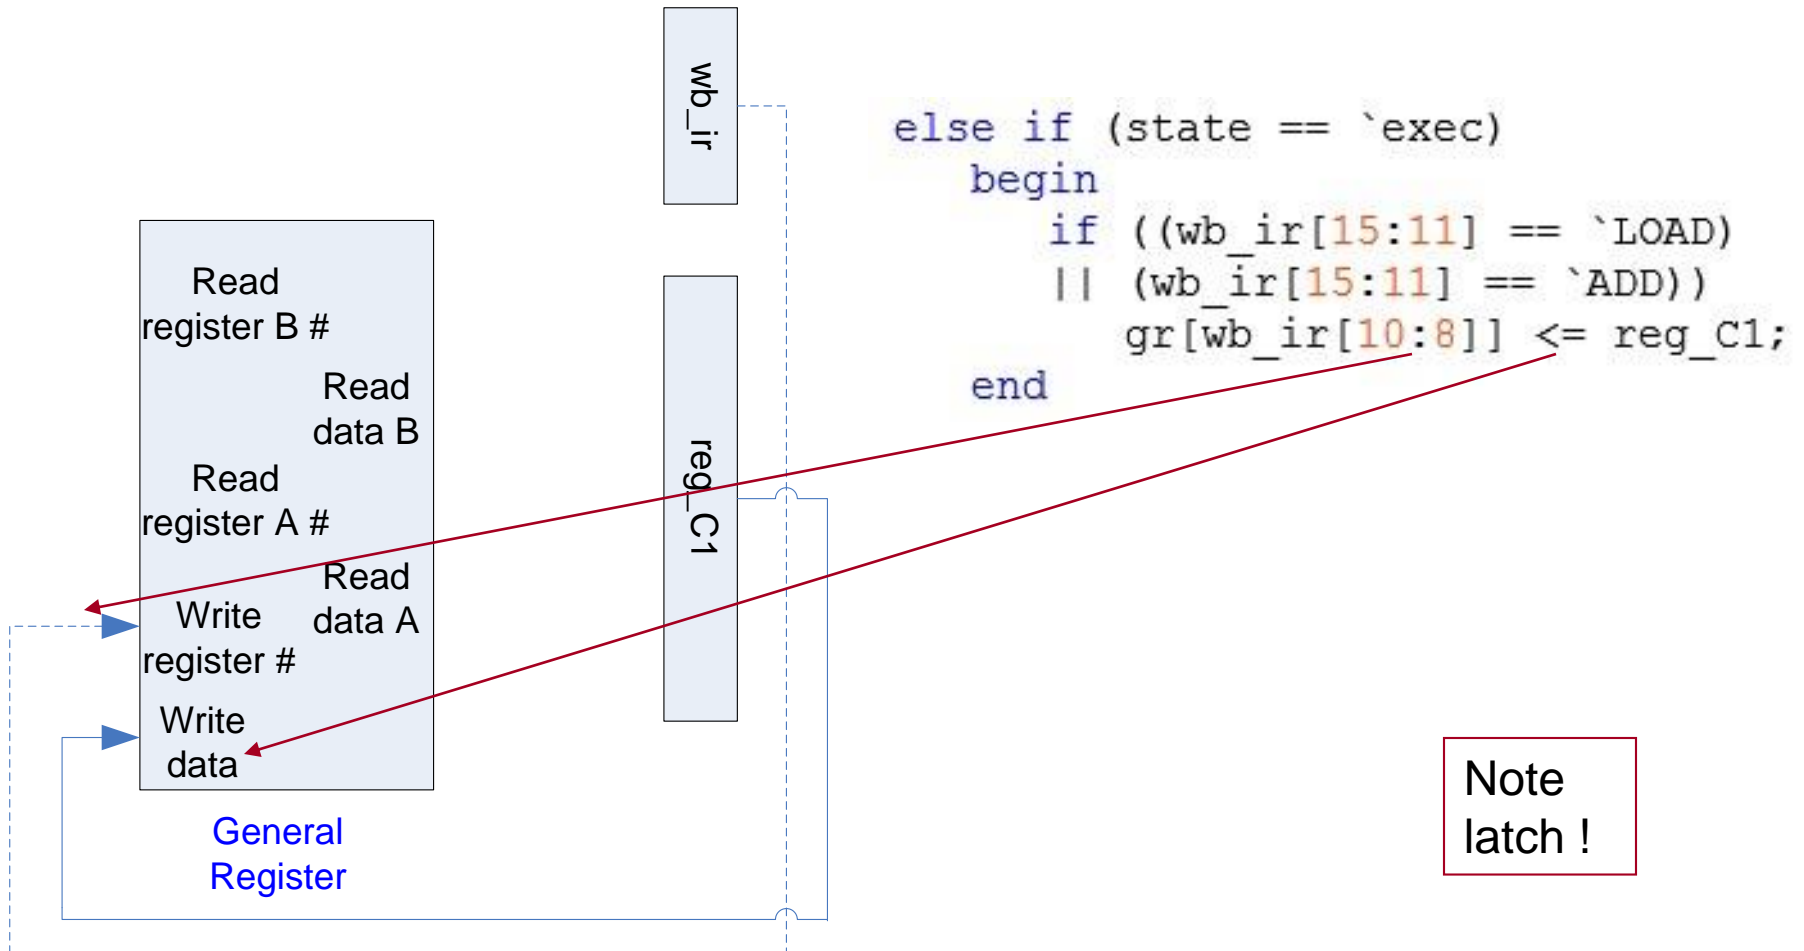 wb_ir
else if (state == `exec)
begin
if ((wb_ir[15:11] == `LOAD)
|| (wb_ir[15:11] == `ADD))
gr[wb_ir[10:8]] <= reg_C1;
end
Read
register B #
Read
data B
Read
register A #
Read
data A
Write
register #
Write
data
General
Register
reg_C1
Note
latch !